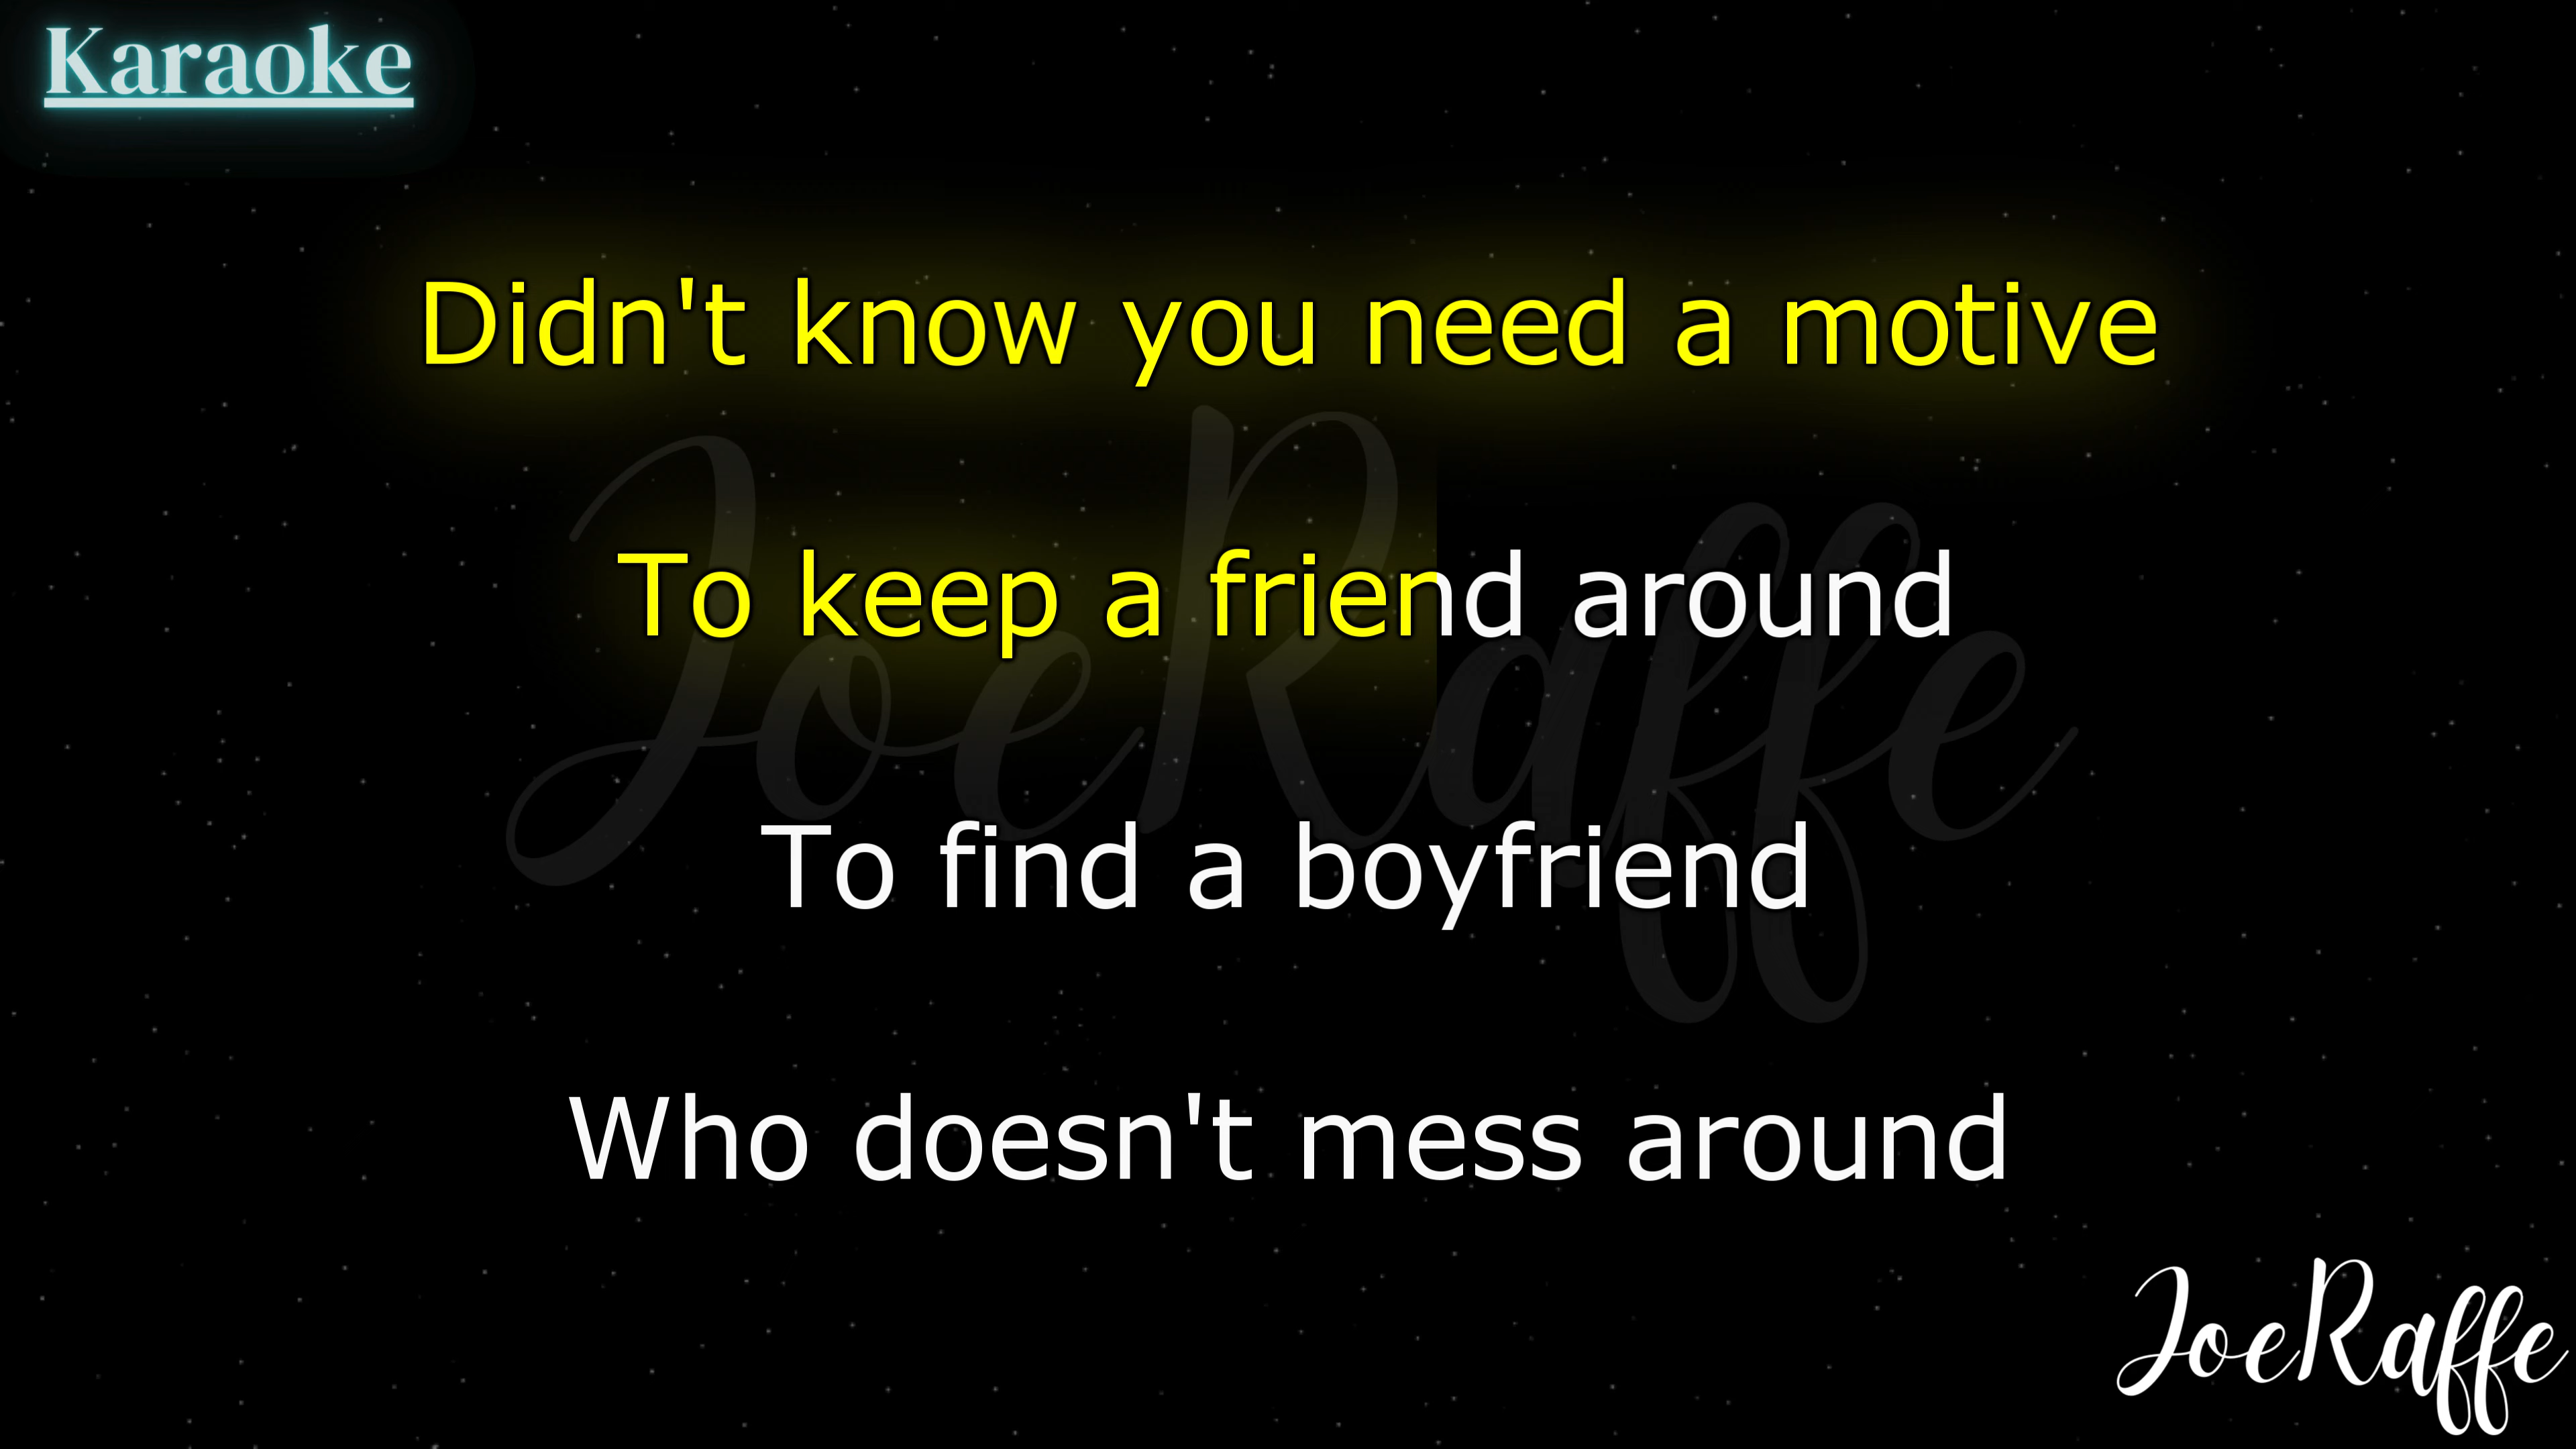 Karaoke
Didn't know you need a motive
To keep a friend around
To find a boyfriend
Who doesn't mess around
JoeRaffe
JoeRaffe